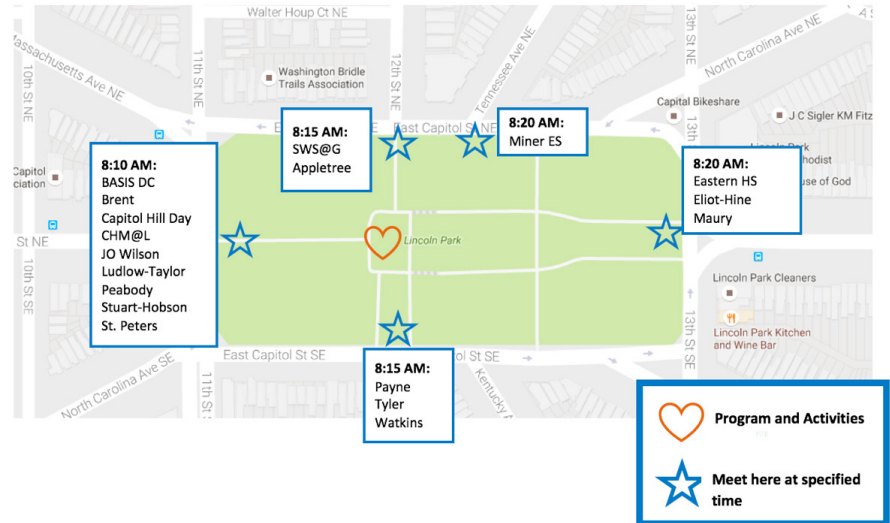 Walter Houp Ct NE
Massachusetts Ave NE
11th St NE
12th St NE
Tennessee Ave NE
13th St NE
North Carolina Ave NE
A S
10th St NE
Washington Bridle
Trails Association
Capital Bikeshare
J C Sigler KM Fitz
8:15 AM:
SWS@G
Appletree
East Capitol St NE
8:20 AM:
Miner ES
13th
Lincoln Park
hodist
use of God
8:10 AM:
BASIS DC
Brent
Capitol Hill Day
CHM@L
JO Wilson
Ludlow-Taylor
Peabody
Stuart-Hobson
St. Peters
8:20 AM:
Eastern HS
Eliot-Hine
Maury
Capitol
ciation
St NE
Lincoln Park
10th St SE
Lincoln Park Cleaners
Lincoln Park Kitchen
and Wine Bar
13th St SE
East Capitol St SE
ol St SE
8:15 AM:
Payne
Tyler
Watkins
North Carolina Ave SE
11th St
Kentucky
Program and Activities
Meet here at specified
time